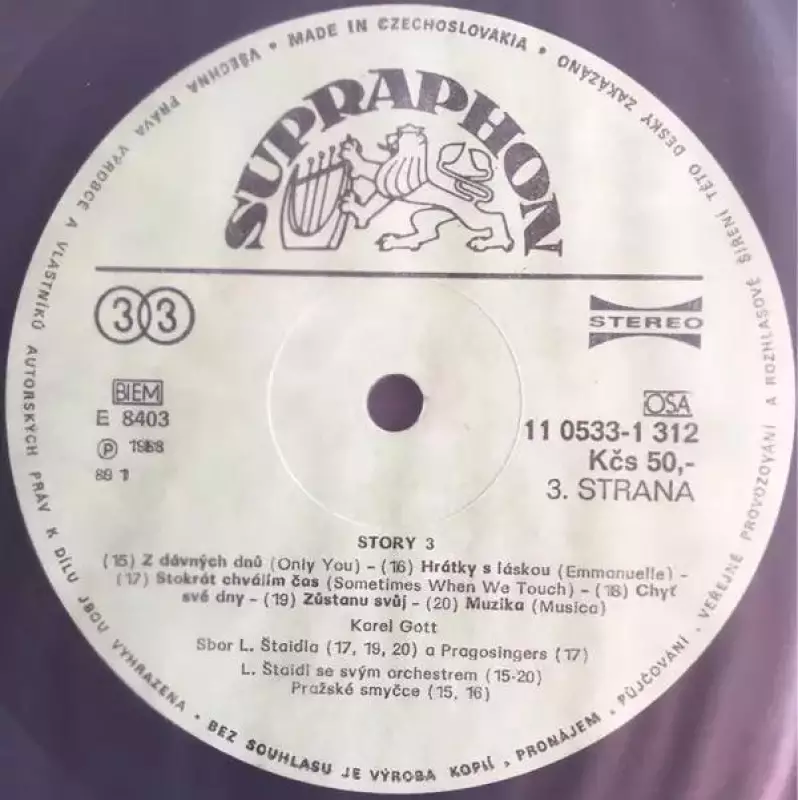 VŠECHNA PRÁVA VÝROBCE A VLASTNÍKŮ AUTORSKÝCH PRÁV K DÍLU JSOU VYHRAZENA • BEZ SOUHLASU JE VÝROBA KOPIÍ, PRONÁJEM, PŮJČOVÁNÍ, VEŘEJNÉ PROVOZOVÁNÍ A ROZHLASOVÉ ŠÍŘENÍ TÉTO DESKY ZAKÁZÁNO • MADE IN CZECHOSLOVAKIA •
SUPRAPHON
33
STEREO
BIEM
OSA
E 8403
11 0533-1 312
Ⓟ 1988
Kčs 50,-
89 1
3. STRANA
STORY 3
(15) Z dávných dnů (Only You) – (16) Hrátky s láskou (Emmanuelle) –
(17) Stokrát chválím čas (Sometimes When We Touch) – (18) Chyť
své dny – (19) Zůstanu svůj – (20) Muzika (Musica)
Karel Gott
Sbor L. Štaidla (17, 19, 20) a Pragosingers (17)
L. Štaidl se svým orchestrem (15-20)
Pražské smyčce (15, 16)